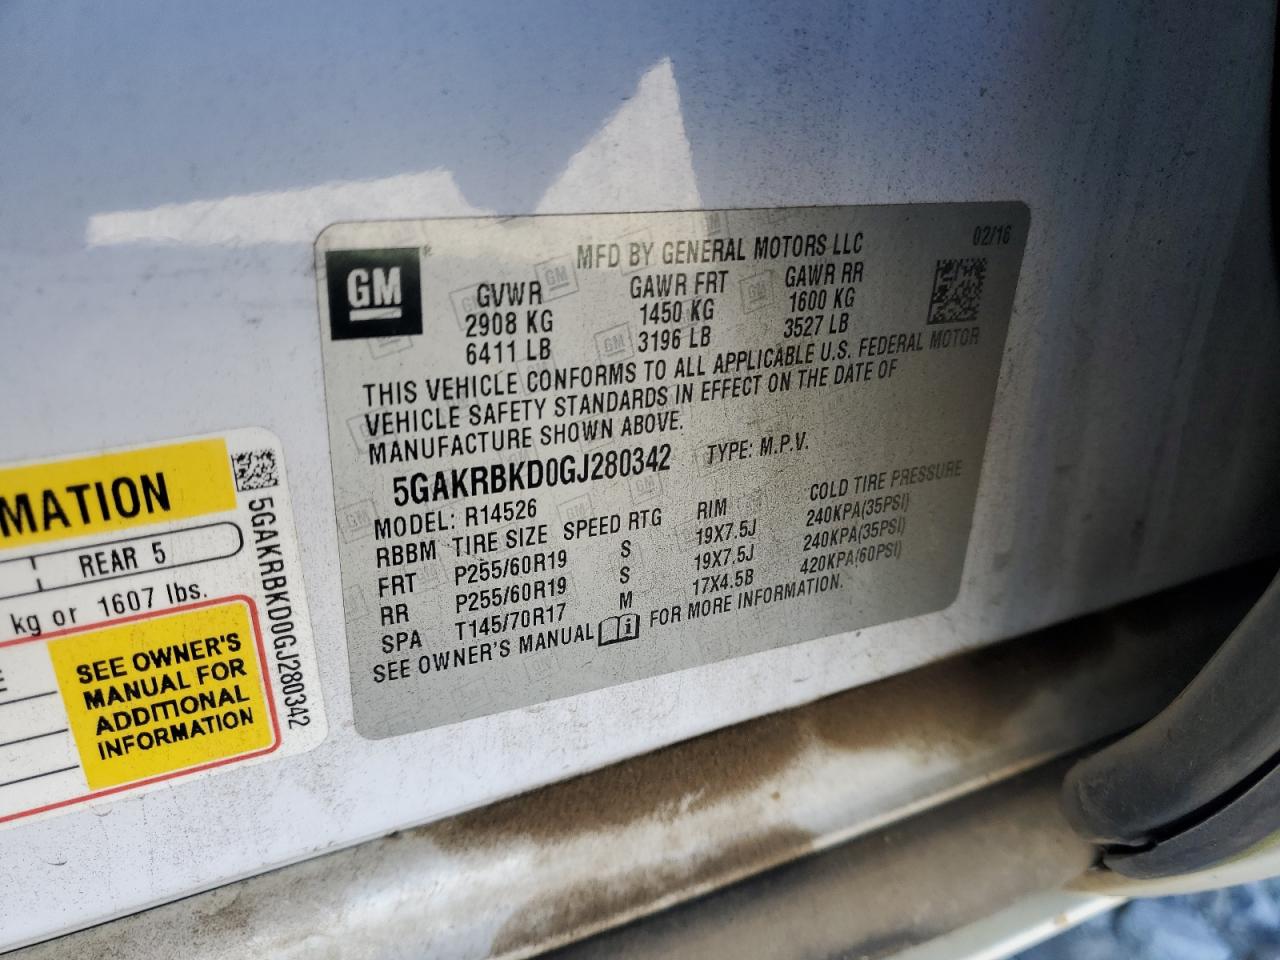 GM
MFD BY GENERAL MOTORS LLC 02/16
GVWR GAWR FRT GAWR RR
2908 KG 1450 KG 1600 KG
6411 LB 3196 LB 3527 LB
THIS VEHICLE CONFORMS TO ALL APPLICABLE U.S. FEDERAL MOTOR
VEHICLE SAFETY STANDARDS IN EFFECT ON THE DATE OF
MANUFACTURE SHOWN ABOVE.
5GAKRBKD0GJ280342 TYPE: M.P.V.
MODEL: R14526
RBBM TIRE SIZE SPEED RTG RIM COLD TIRE PRESSURE
FRT P255/60R19 S 19X7.5J 240KPA(35PSI)
RR P255/60R19 S 19X7.5J 240KPA(35PSI)
SPA T145/70R17 M 17X4.5B 420KPA(60PSI)
SEE OWNER'S MANUAL FOR MORE INFORMATION.
MATION
REAR 5
kg or 1607 lbs.
SEE OWNER'S
MANUAL FOR
ADDITIONAL
INFORMATION
5GAKRBKD0GJ280342